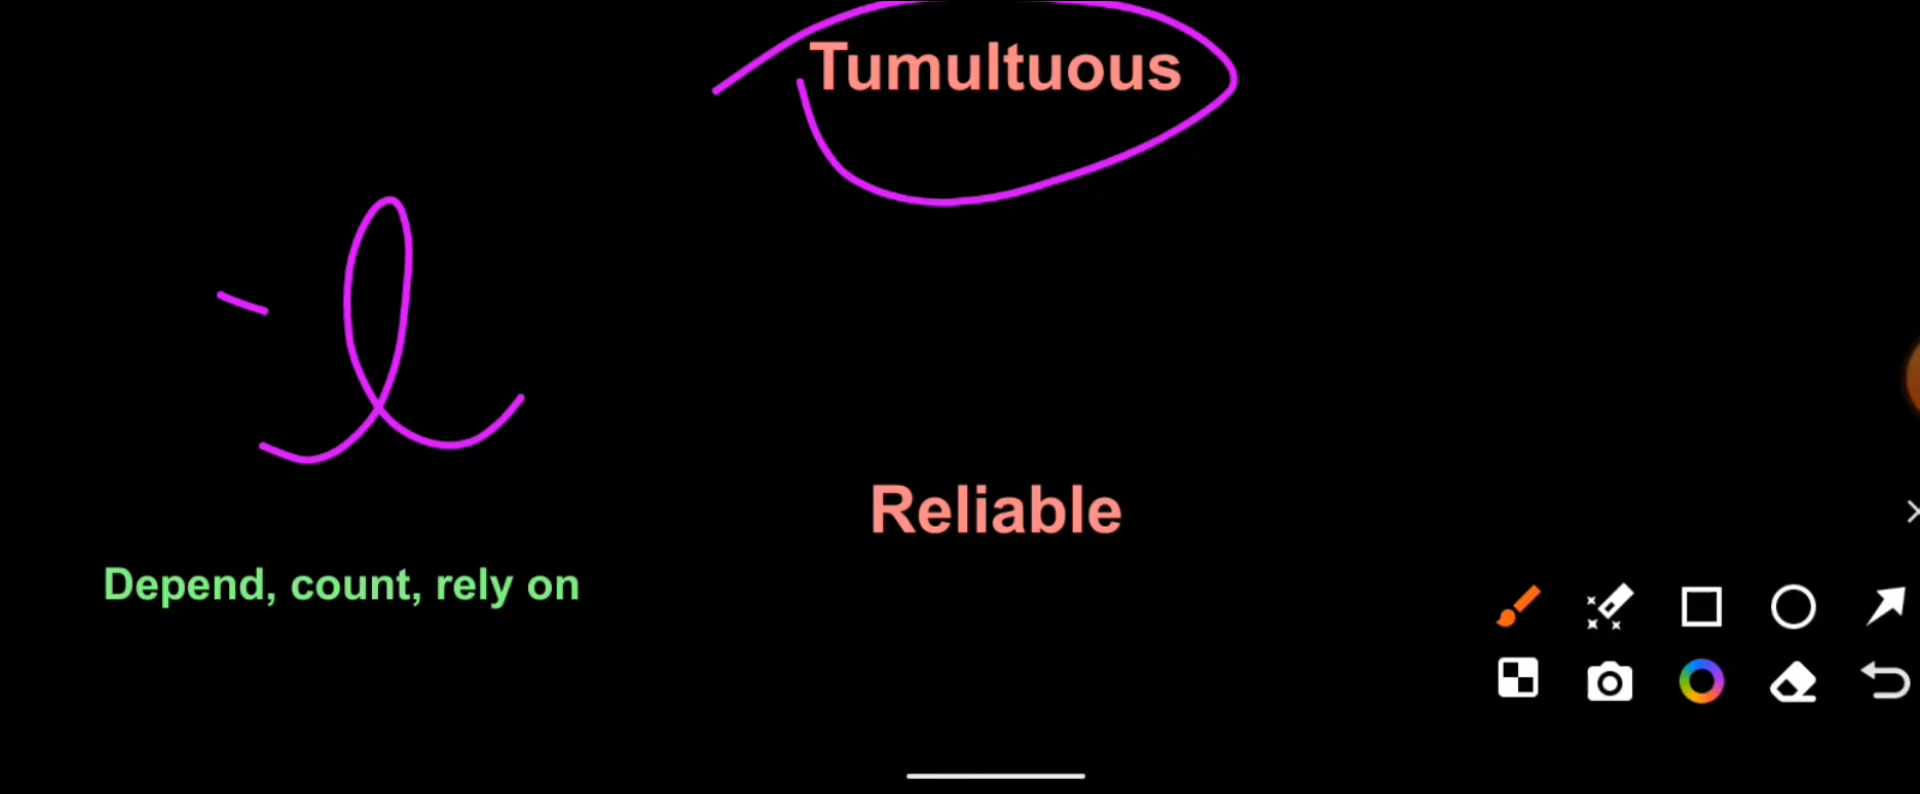 Tumultuous
Reliable
Depend, count, rely on